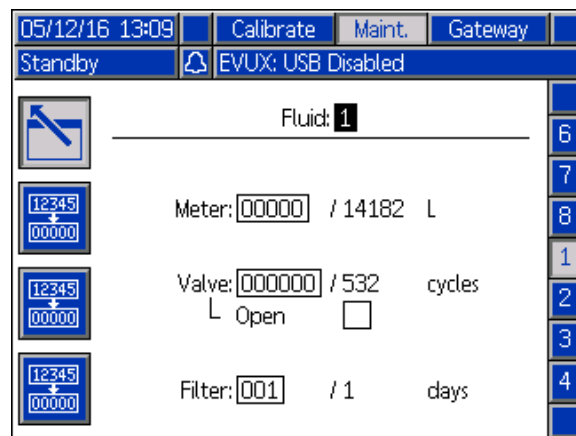 05/12/16 13:09 Calibrate Maint. Gateway
Standby EVUX: USB Disabled
Fluid: 1
6
7
12345
00000
Meter: 00000 / 14182 L
8
1
12345
00000
Valve: 000000 / 532 cycles
2
Open
3
12345
00000
Filter: 001 / 1 days
4